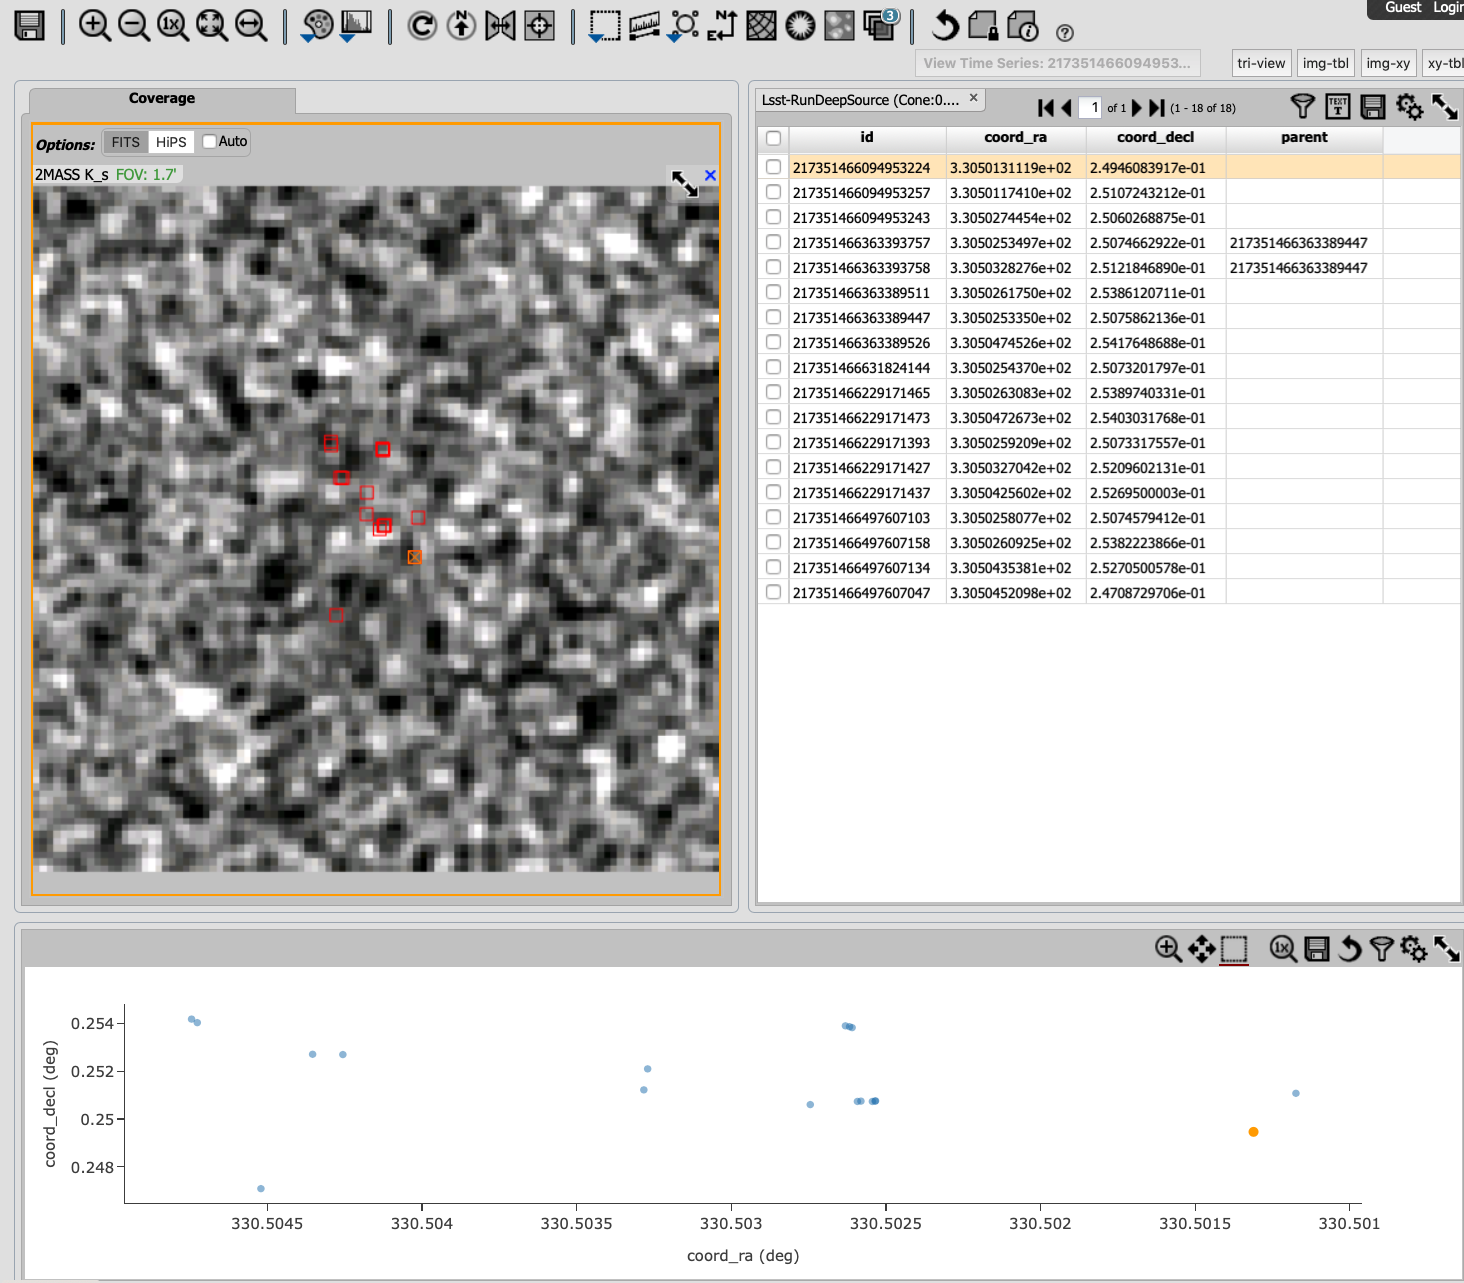 Guest Login
3
View Time Series: 217351466094953...
tri-view img-tbl img-xy xy-tbl
Coverage
Options: FITS HiPS Auto
2MASS K_s FOV: 1.7'
Lsst-RunDeepSource (Cone:0.... ×
1 of 1 (1 - 18 of 18)
TEXT
id coord_ra coord_decl parent
217351466094953224 3.3050131119e+02 2.4946083917e-01
217351466094953257 3.3050117410e+02 2.5107243212e-01
217351466094953243 3.3050274454e+02 2.5060268875e-01
217351466363393757 3.3050253497e+02 2.5074662922e-01 217351466363389447
217351466363393758 3.3050328276e+02 2.5121846890e-01 217351466363389447
217351466363389511 3.3050261750e+02 2.5386120711e-01
217351466363389447 3.3050253350e+02 2.5075862136e-01
217351466363389526 3.3050474526e+02 2.5417648688e-01
217351466631824144 3.3050254370e+02 2.5073201797e-01
217351466229171465 3.3050263083e+02 2.5389740331e-01
217351466229171473 3.3050472673e+02 2.5403031768e-01
217351466229171393 3.3050259209e+02 2.5073317557e-01
217351466229171427 3.3050327042e+02 2.5209602131e-01
217351466229171437 3.3050425602e+02 2.5269500003e-01
217351466497607103 3.3050258077e+02 2.5074579412e-01
217351466497607158 3.3050260925e+02 2.5382223866e-01
217351466497607134 3.3050435381e+02 2.5270500578e-01
217351466497607047 3.3050452098e+02 2.4708729706e-01
1x
coord_decl (deg)
0.254
0.252
0.25
0.248
330.5045 330.504 330.5035 330.503 330.5025 330.502 330.5015 330.501
coord_ra (deg)